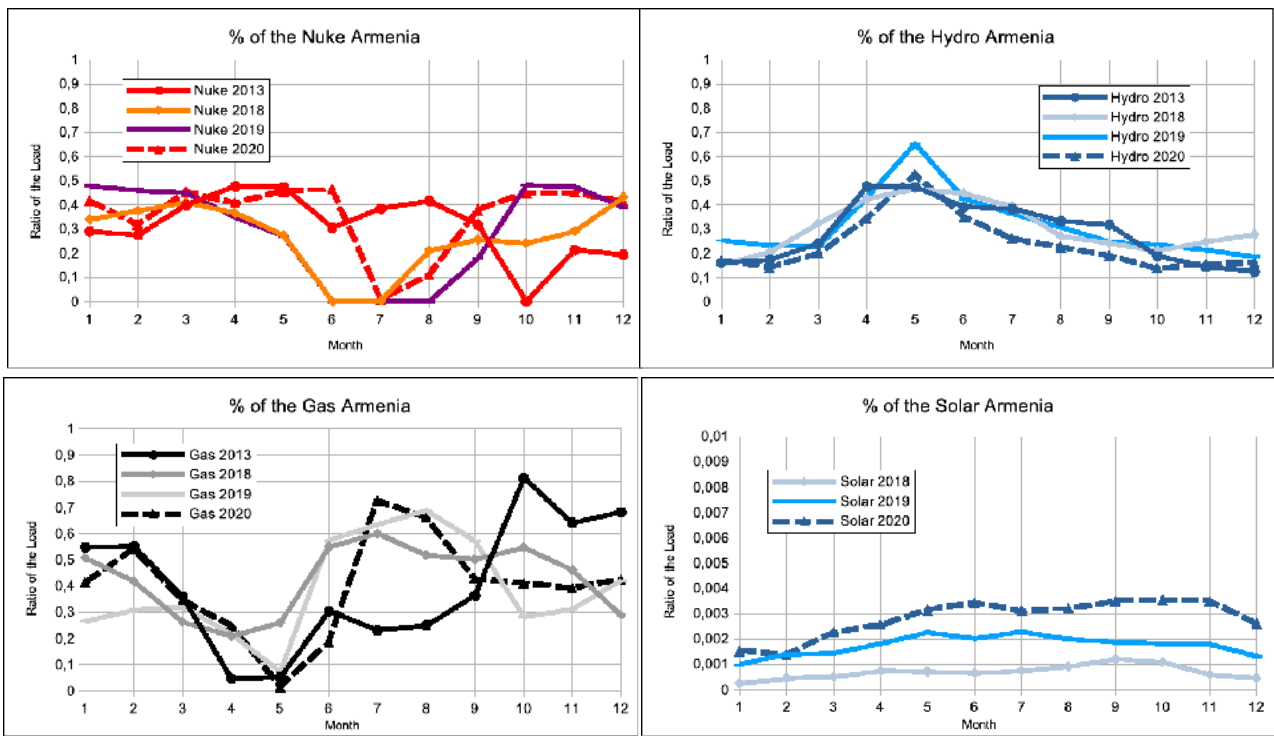 % of the Nuke Armenia
Ratio of the Load
1
0,9
0,8
0,7
0,6
0,5
0,4
0,3
0,2
0,1
0
Nuke 2013
Nuke 2018
Nuke 2019
Nuke 2020
1 2 3 4 5 6 7 8 9 10 11 12
Month
% of the Hydro Armenia
Ratio of the Load
1
0,9
0,8
0,7
0,6
0,5
0,4
0,3
0,2
0,1
0
Hydro 2013
Hydro 2018
Hydro 2019
Hydro 2020
1 2 3 4 5 6 7 8 9 10 11 12
Month
% of the Gas Armenia
Ratio of the Load
1
0,9
0,8
0,7
0,6
0,5
0,4
0,3
0,2
0,1
0
Gas 2013
Gas 2018
Gas 2019
Gas 2020
1 2 3 4 5 6 7 8 9 10 11 12
Month
% of the Solar Armenia
Ratio of the Load
0,01
0,009
0,008
0,007
0,006
0,005
0,004
0,003
0,002
0,001
0
Solar 2018
Solar 2019
Solar 2020
1 2 3 4 5 6 7 8 9 10 11 12
Month